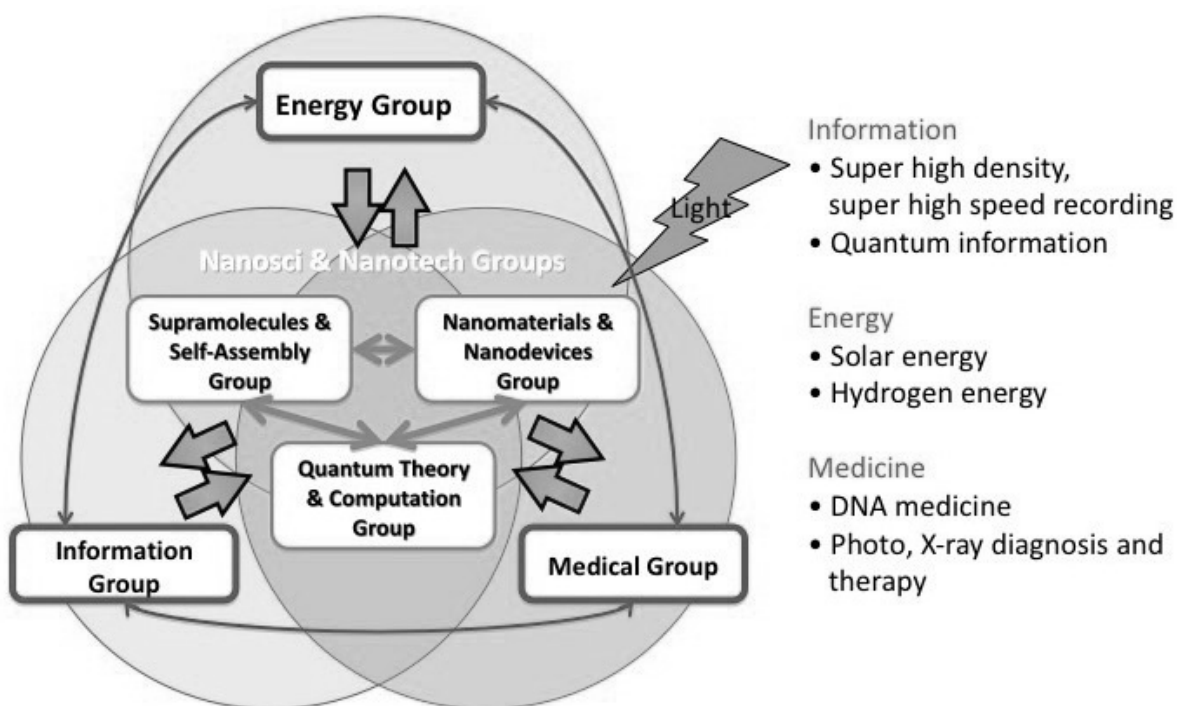 Energy Group
Light
Nanosci & Nanotech Groups
Supramolecules &
Self-Assembly
Group
Nanomaterials &
Nanodevices
Group
Quantum Theory
& Computation
Group
Information
Group
Medical Group
Information
• Super high density,
super high speed recording
• Quantum information
Energy
• Solar energy
• Hydrogen energy
Medicine
• DNA medicine
• Photo, X-ray diagnosis and
therapy